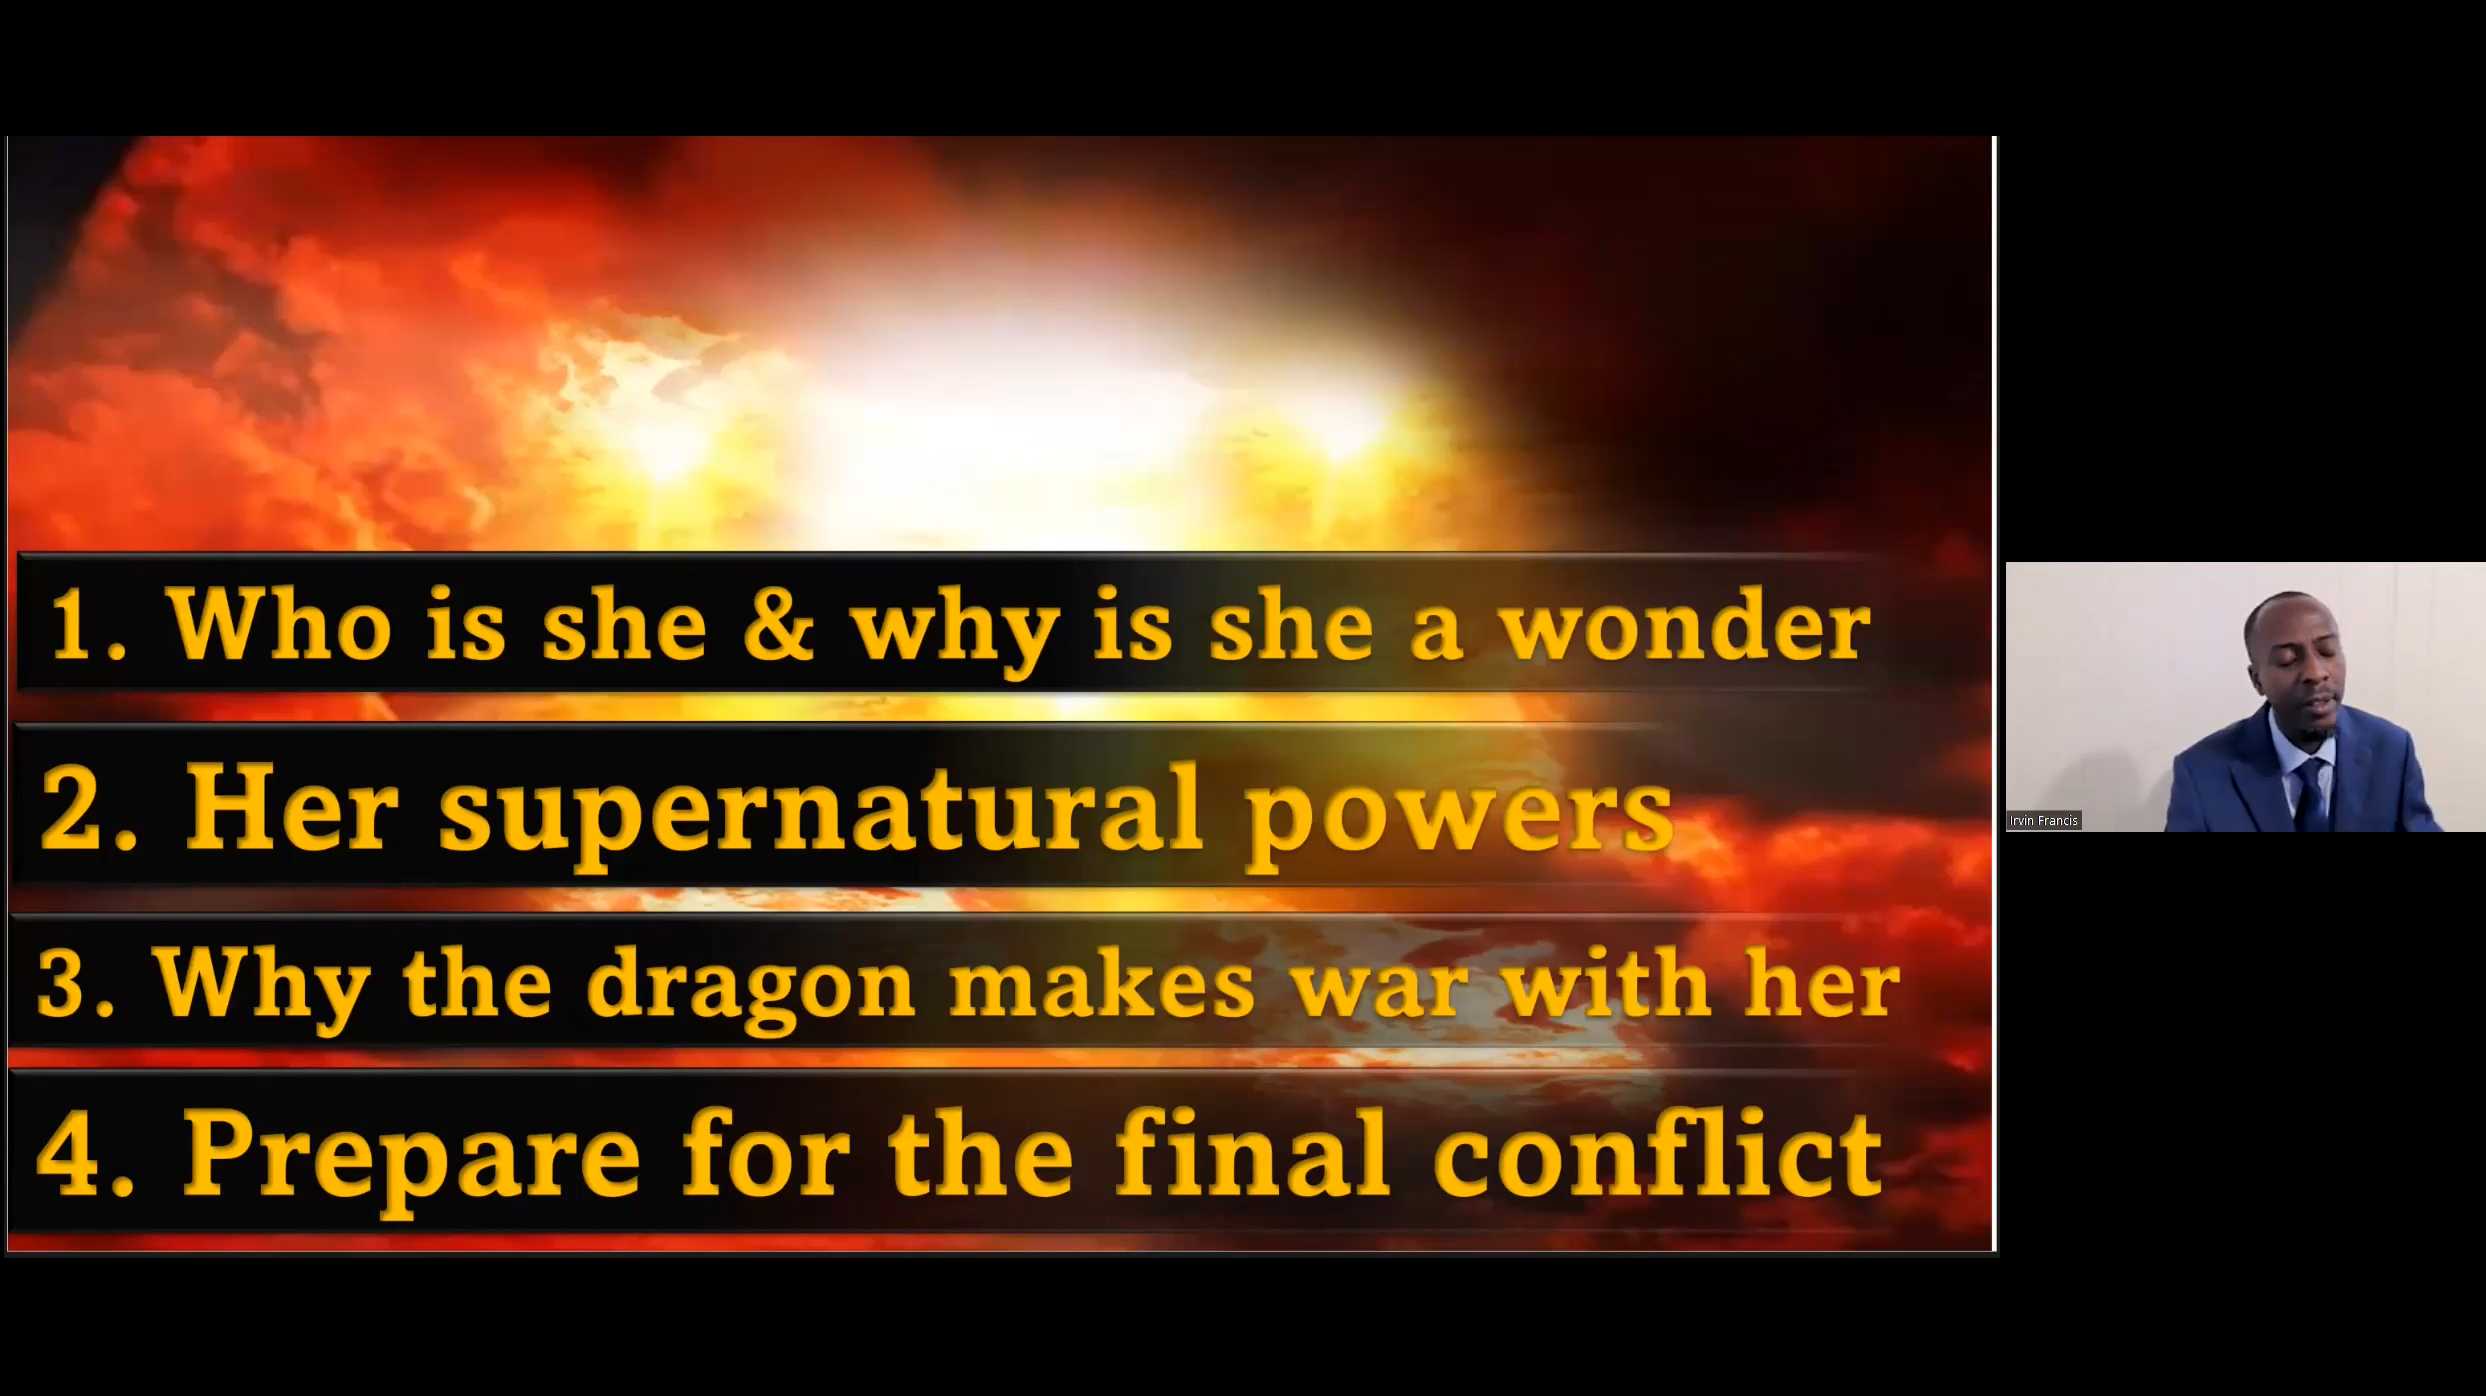 1. Who is she & why is she a wonder
2. Her supernatural powers
3. Why the dragon makes war with her
4. Prepare for the final conflict
Irvin Francis